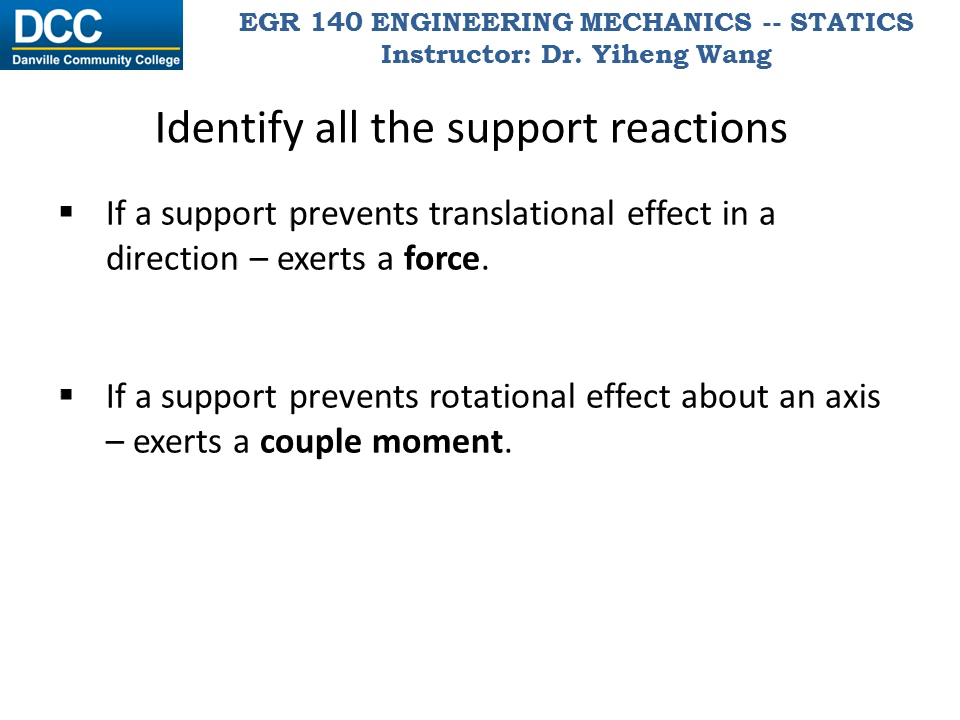 DCC
Danville Community College
EGR 140 ENGINEERING MECHANICS -- STATICS
Instructor: Dr. Yiheng Wang
Identify all the support reactions
▪ If a support prevents translational effect in a
direction – exerts a force.
▪ If a support prevents rotational effect about an axis
– exerts a couple moment.